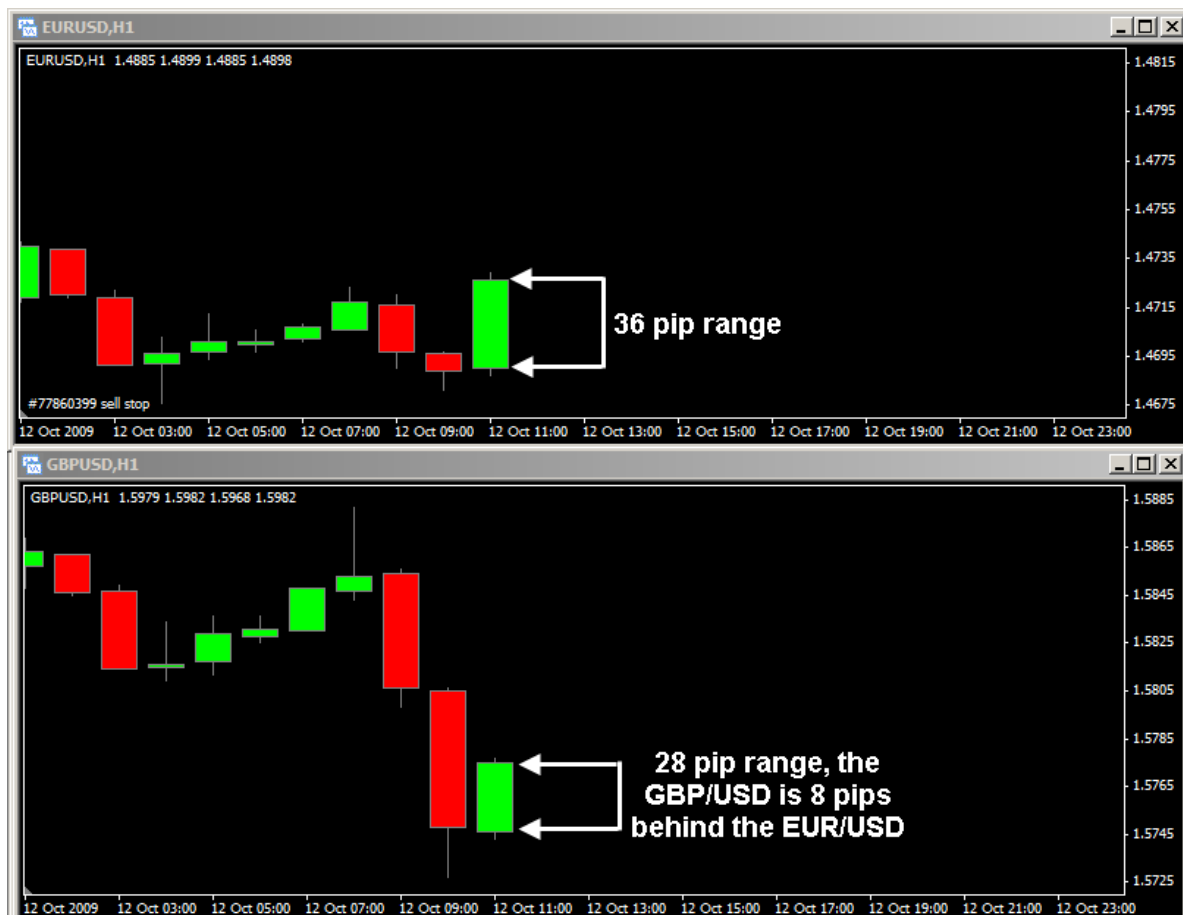 EURUSD,H1
EURUSD,H1 1.4885 1.4899 1.4885 1.4898
1.4815
1.4795
1.4775
1.4755
1.4735
1.4715
1.4695
1.4675
36 pip range
#77860399 sell stop
12 Oct 2009 12 Oct 03:00 12 Oct 05:00 12 Oct 07:00 12 Oct 09:00 12 Oct 11:00 12 Oct 13:00 12 Oct 15:00 12 Oct 17:00 12 Oct 19:00 12 Oct 21:00 12 Oct 23:00
GBPUSD,H1
GBPUSD,H1 1.5979 1.5982 1.5968 1.5982
1.5885
1.5865
1.5845
1.5825
1.5805
1.5785
1.5765
1.5745
1.5725
28 pip range, the
GBP/USD is 8 pips
behind the EUR/USD
12 Oct 2009 12 Oct 03:00 12 Oct 05:00 12 Oct 07:00 12 Oct 09:00 12 Oct 11:00 12 Oct 13:00 12 Oct 15:00 12 Oct 17:00 12 Oct 19:00 12 Oct 21:00 12 Oct 23:00